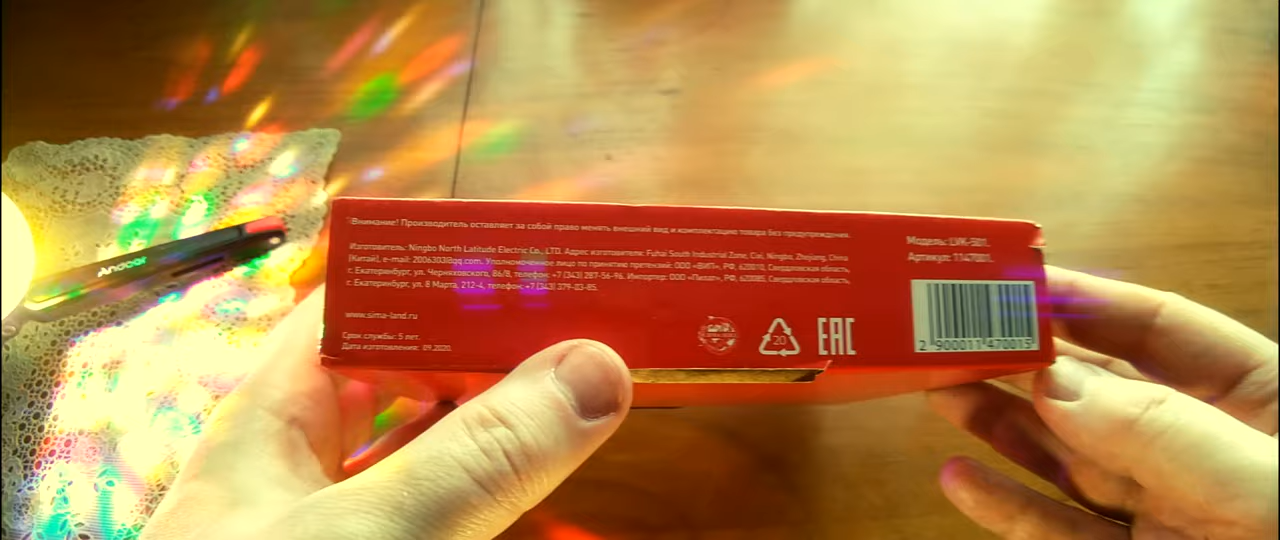 Внимание! Производитель оставляет за собой право менять внешний вид и комплектацию товара без предупреждения.
Изготовитель: Ningbo North Latitude Electric Co., LTD. Адрес изготовителя: Fuhai South Industrial Zone, Cixi, Ningbo, Zhejiang, China
(Китай), e-mail: 2006303@qq.com. Уполномоченное лицо по принятию претензий: ООО «ВИТ», РФ, 620010, Свердловская область,
г. Екатеринбург, ул. Черняховского, 86/8, телефон: +7 (343) 287-56-96. Импортер: ООО РФ, 620085, Свердловская область,
г. Екатеринбург, ул. 8 Марта, 212-4, телефон: +7 (343) 379-03-85.
www.sima-land.ru
Срок службы: 5 лет.
Дата изготовления: 09.2020.
20
EAC
Модель: LVK-301.
Артикул: 1147001.
2 900011 470015
Andoer